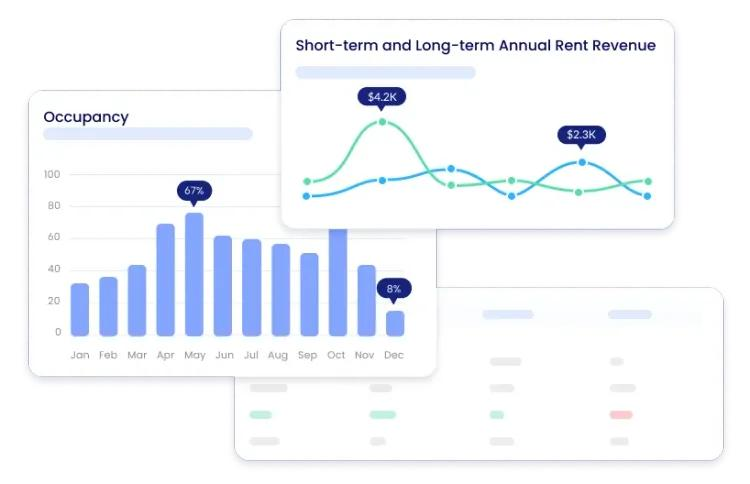 Short-term and Long-term Annual Rent Revenue
$4.2K
$2.3K
Occupancy
100
80
60
40
20
0
67%
8%
Jan Feb Mar Apr May Jun Jul Aug Sep Oct Nov Dec